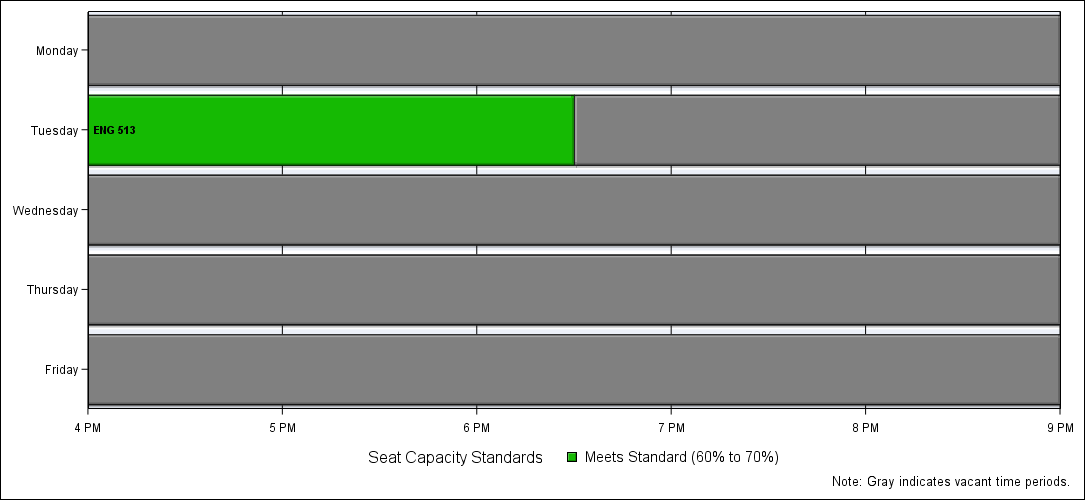 Monday
Tuesday
ENG 513
Wednesday
Thursday
Friday
4 PM 5 PM 6 PM 7 PM 8 PM 9 PM
Seat Capacity Standards Meets Standard (60% to 70%)
Note: Gray indicates vacant time periods.